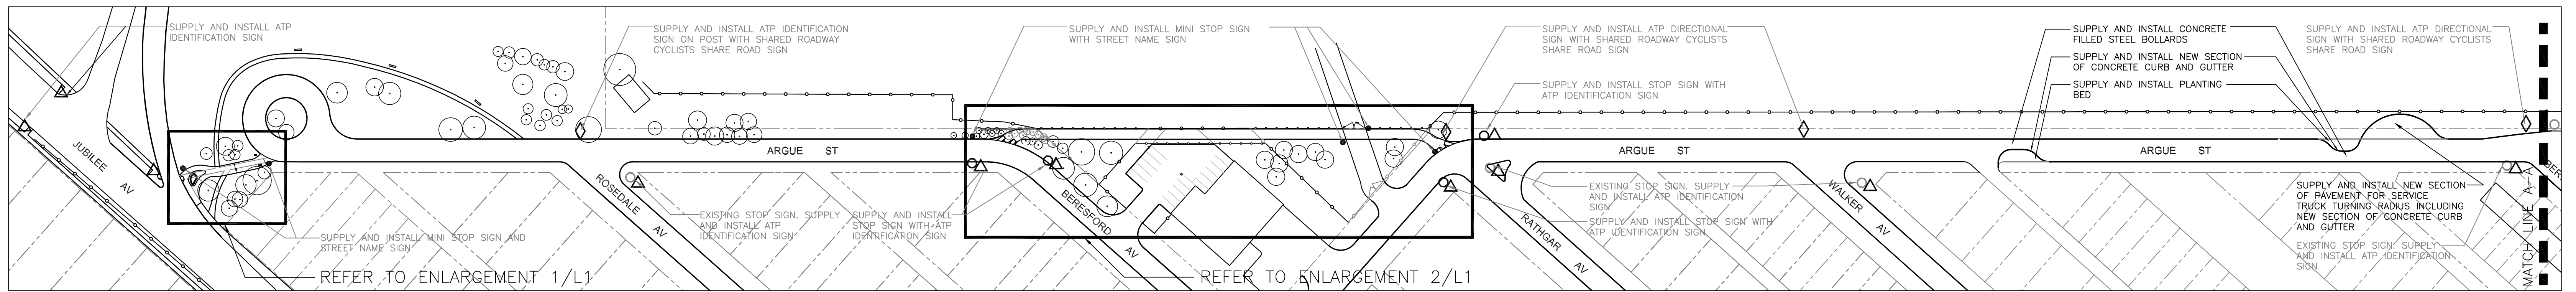 SUPPLY AND INSTALL ATP
IDENTIFICATION SIGN
SUPPLY AND INSTALL ATP IDENTIFICATION
SIGN ON POST WITH SHARED ROADWAY
CYCLISTS SHARE ROAD SIGN
SUPPLY AND INSTALL MINI STOP SIGN
WITH STREET NAME SIGN
SUPPLY AND INSTALL ATP DIRECTIONAL
SIGN WITH SHARED ROADWAY CYCLISTS
SHARE ROAD SIGN
SUPPLY AND INSTALL STOP SIGN WITH
ATP IDENTIFICATION SIGN
SUPPLY AND INSTALL CONCRETE
FILLED STEEL BOLLARDS
SUPPLY AND INSTALL NEW SECTION
OF CONCRETE CURB AND GUTTER
SUPPLY AND INSTALL PLANTING
BED
SUPPLY AND INSTALL ATP DIRECTIONAL
SIGN WITH SHARED ROADWAY CYCLISTS
SHARE ROAD SIGN
JUBILEE AV
ARGUE ST
ROSEDALE AV
BERESFORD AV
ARGUE ST
RATHGAR AV
WALKER AV
ARGUE ST
BER
SUPPLY AND INSTALL MINI STOP SIGN AND
STREET NAME SIGN
EXISTING STOP SIGN. SUPPLY
AND INSTALL ATP
IDENTIFICATION SIGN
SUPPLY AND INSTALL
STOP SIGN WITH ATP
IDENTIFICATION SIGN
EXISTING STOP SIGN. SUPPLY
AND INSTALL ATP IDENTIFICATION
SIGN
SUPPLY AND INSTALL STOP SIGN WITH
ATP IDENTIFICATION SIGN
SUPPLY AND INSTALL NEW SECTION
OF PAVEMENT FOR SERVICE
TRUCK TURNING RADIUS INCLUDING
NEW SECTION OF CONCRETE CURB
AND GUTTER
EXISTING STOP SIGN. SUPPLY
AND INSTALL ATP IDENTIFICATION
SIGN
REFER TO ENLARGEMENT 1/L1
REFER TO ENLARGEMENT 2/L1
MATCH LINE A-A